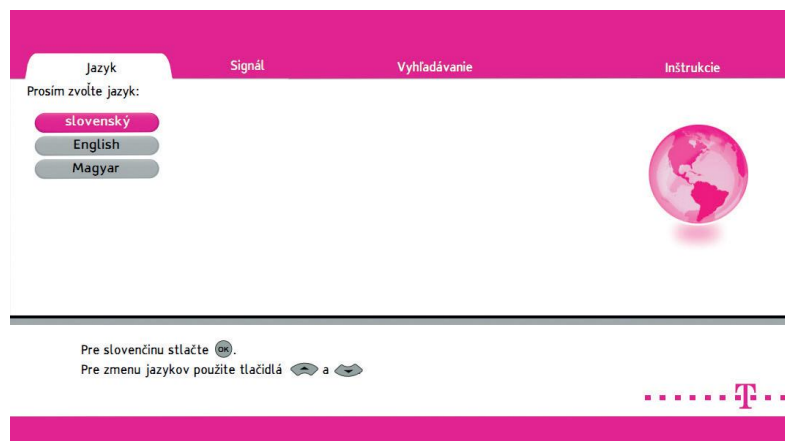 Jazyk Signál Vyhľadávanie Inštrukcie
Prosím zvoľte jazyk:
slovenský
English
Magyar
Pre slovenčinu stlačte OK.
Pre zmenu jazykov použite tlačidlá a
T